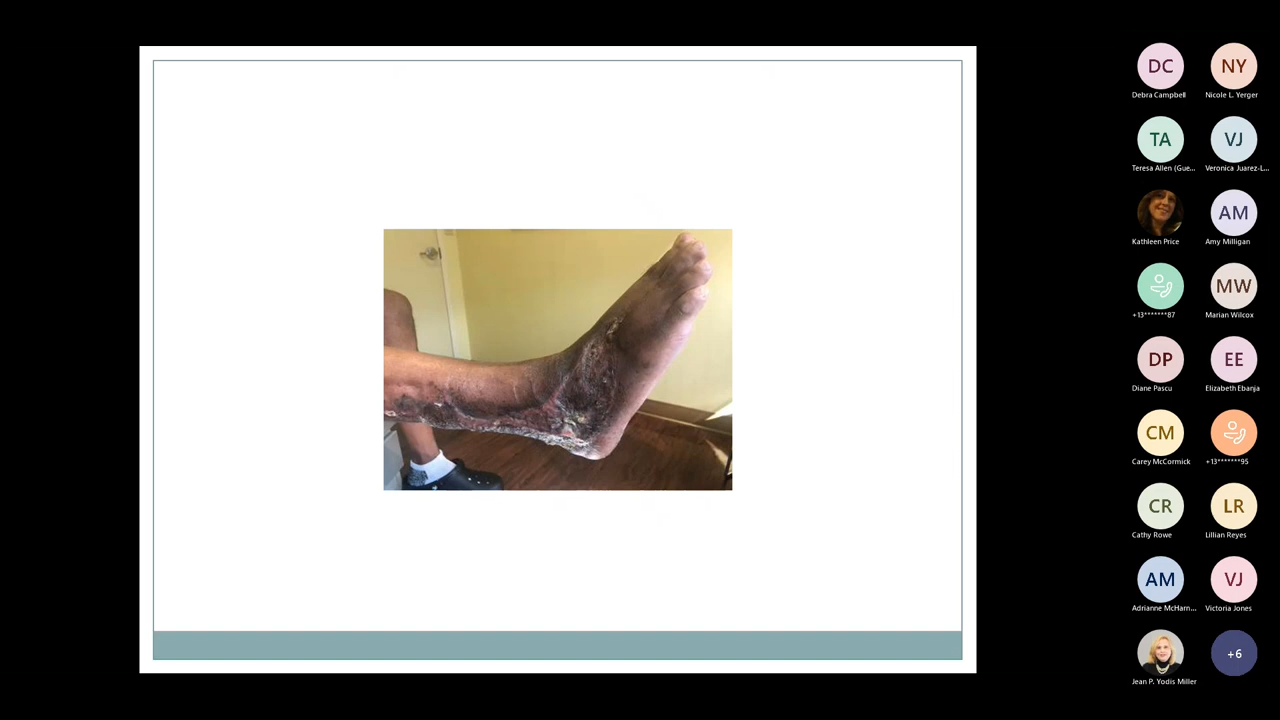 DC NY
Debra Campbell Nicole L. Yerger
TA VJ
Teresa Allen (Gue... Veronica Juarez-L...
AM
Kathleen Price Amy Milligan
MW
+13*******87 Marian Wilcox
DP EE
Diane Pascu Elizabeth Ebanja
CM
Carey McCormick +13*******95
CR LR
Cathy Rowe Lillian Reyes
AM VJ
Adrianne McHarn... Victoria Jones
+6
Jean P. Yodis Miller